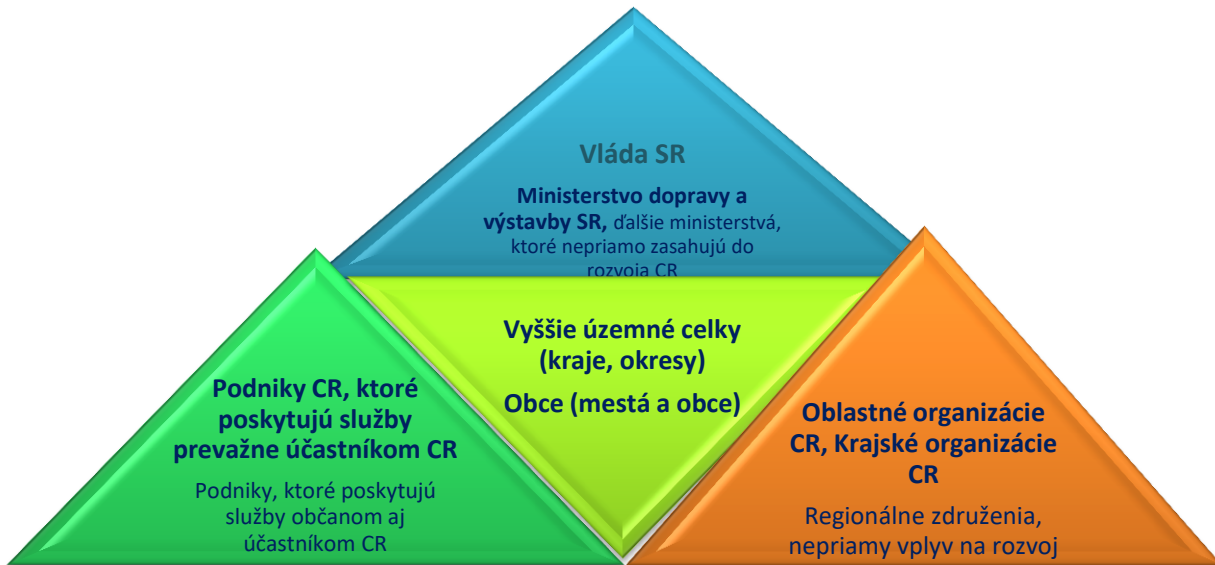 Vláda SR
Ministerstvo dopravy a
výstavby SR, ďalšie ministerstvá,
ktoré nepriamo zasahujú do
rozvoja CR
Vyššie územné celky
(kraje, okresy)
Obce (mestá a obce)
Podniky CR, ktoré
poskytujú služby
prevažne účastníkom CR
Podniky, ktoré poskytujú
služby občanom aj
účastníkom CR
Oblastné organizácie
CR, Krajské organizácie
CR
Regionálne združenia,
nepriamy vplyv na rozvoj